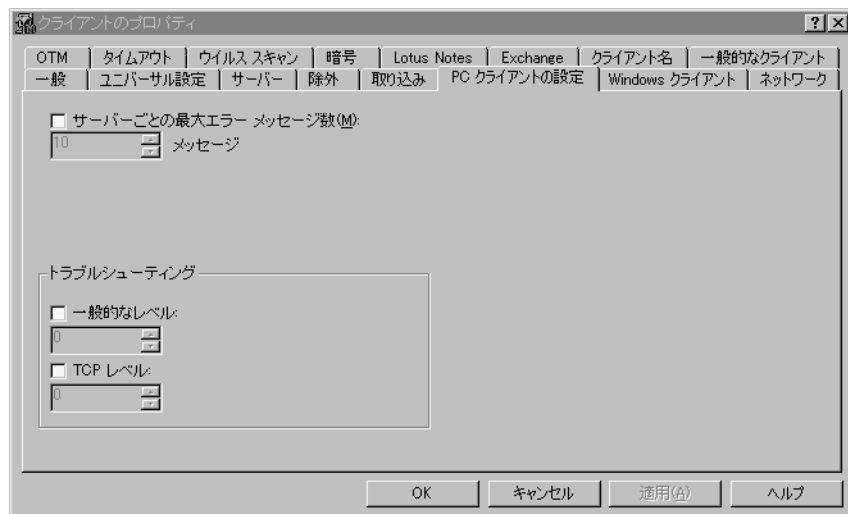 クライアントのプロパティ
OTM タイムアウト ウイルス スキャン 暗号 Lotus Notes Exchange クライアント名 一般的なクライアント
一般 ユニバーサル設定 サーバー 除外 取り込み PC クライアントの設定 Windows クライアント ネットワーク
サーバーごとの最大エラー メッセージ数(M):
10 メッセージ
トラブルシューティング
一般的なレベル:
0
TCP レベル:
0
OK キャンセル 適用(A) ヘルプ